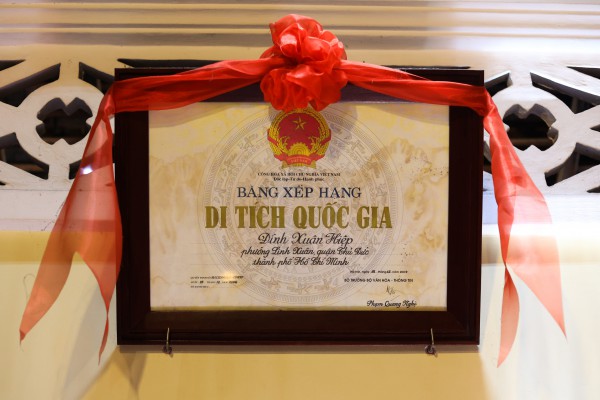 CỘNG HÒA XÃ HỘI CHỦ NGHĨA VIỆT NAM
Độc lập-Tự do-Hạnh phúc
BẰNG XẾP HẠNG
DI TÍCH QUỐC GIA
Đình Xuân Hiệp
phường Linh Xuân, quận Thủ Đức
thành phố Hồ Chí Minh
BỘ TRƯỞNG BỘ VĂN HÓA - THÔNG TIN
Phạm Quang Nghị